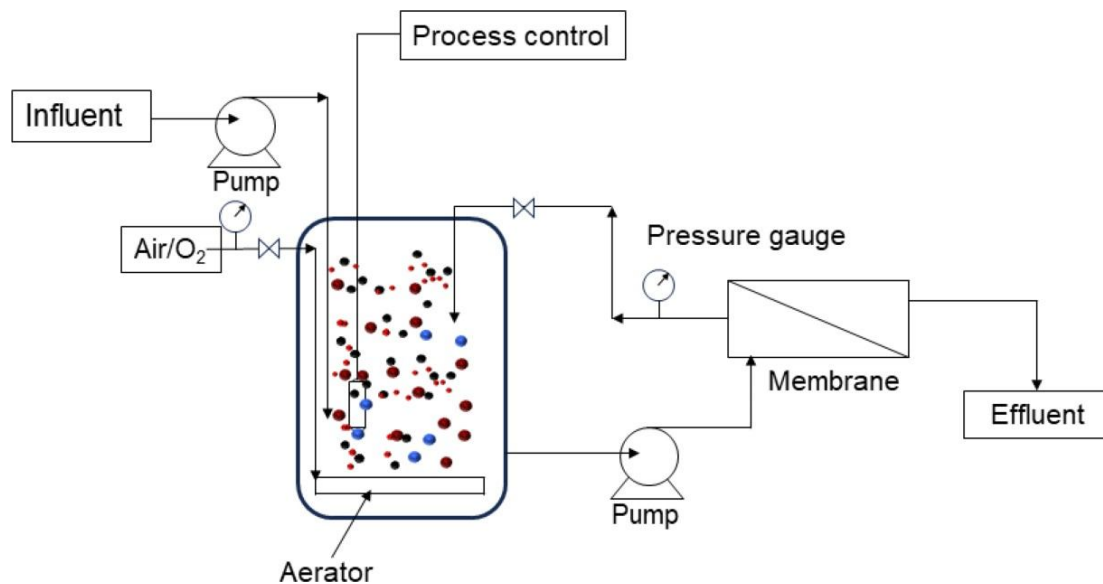 Process control
Influent
Pump
Air/O₂
Pressure gauge
Membrane
Effluent
Pump
Aerator